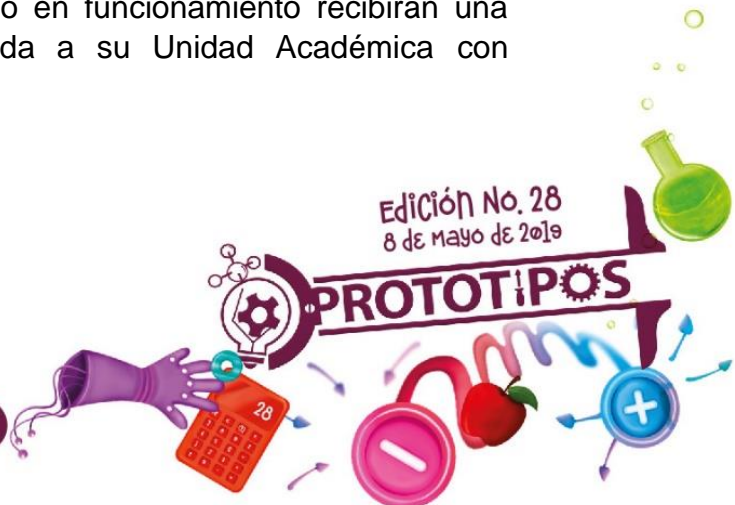 o en funcionamiento recibirán una
da a su Unidad Académica con
Edición No. 28
8 de Mayo de 2019
PROTOTIPOS
28